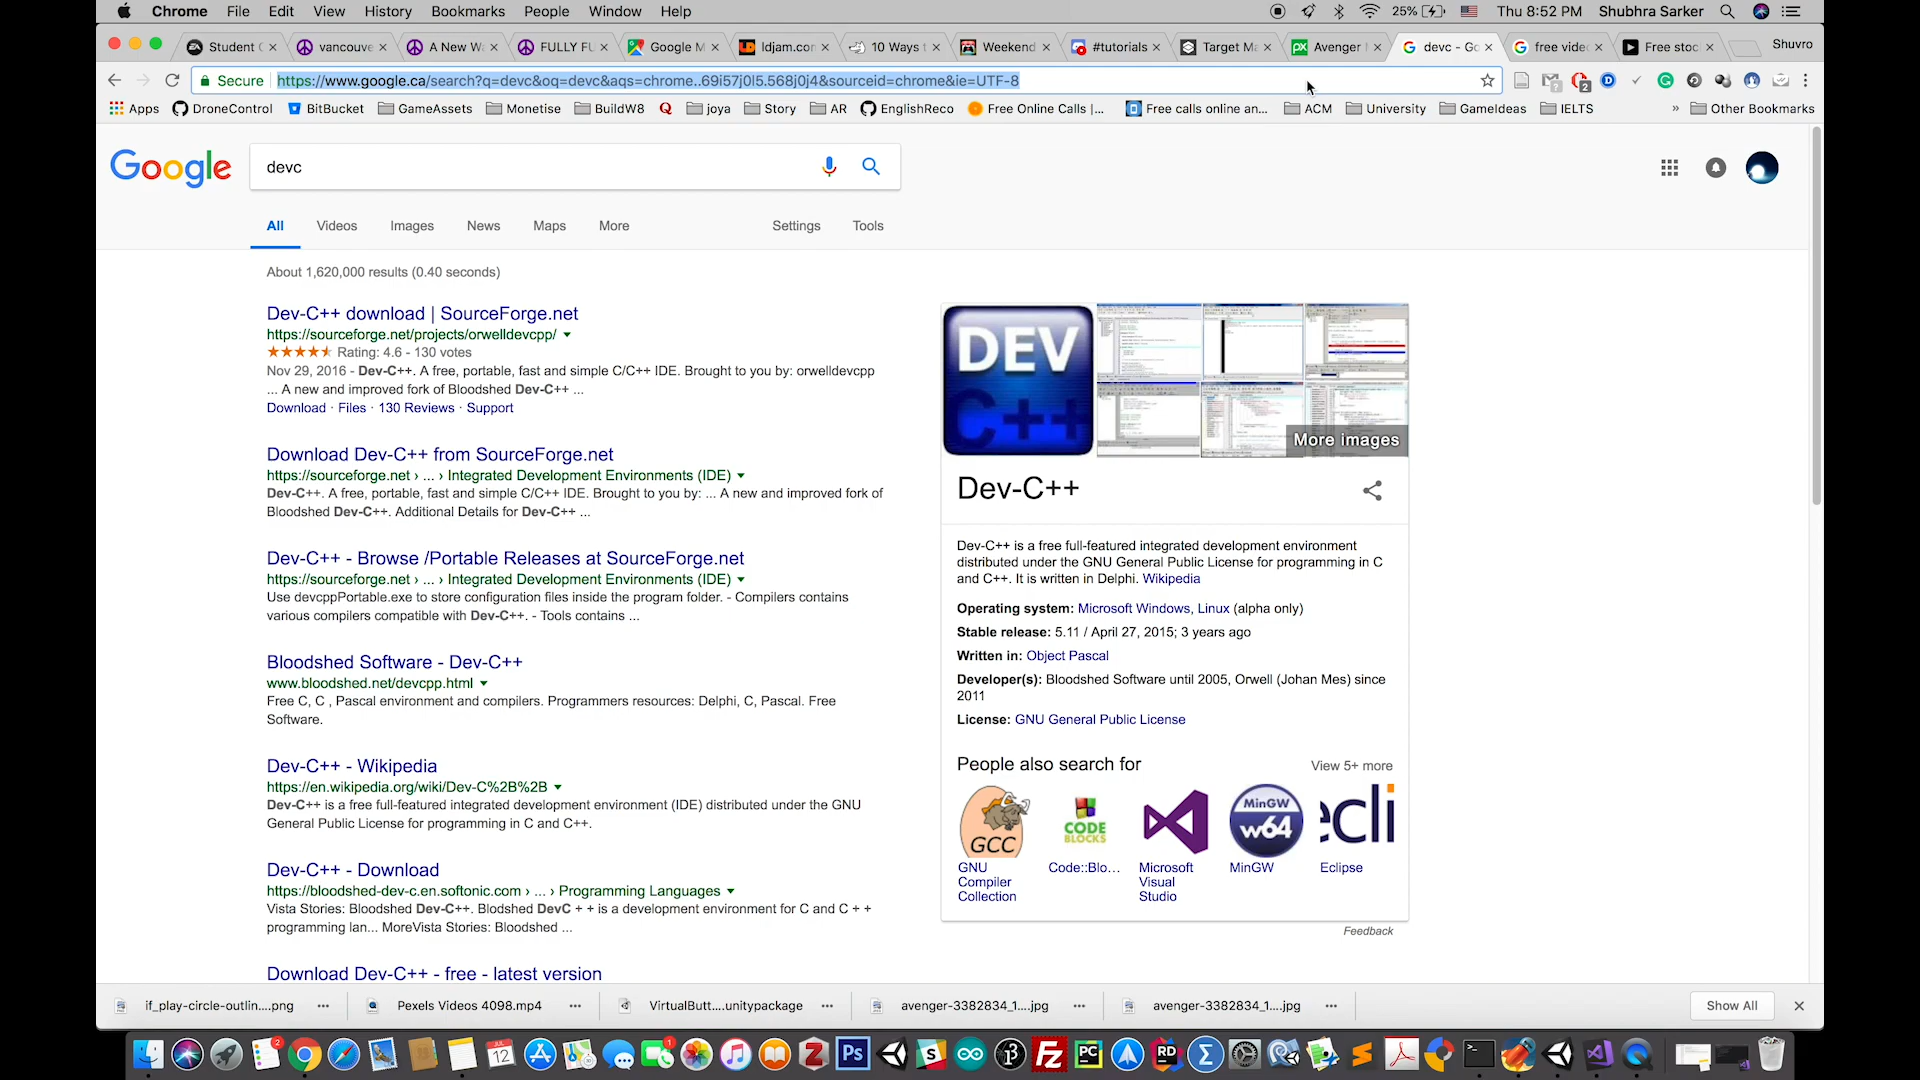 Chrome File Edit View History Bookmarks People Window Help 25% Thu 8:52 PM Shubhra Sarker
Student vancouve A New W FULLY FU Google M ldjam.co 10 Ways t Weekend #tutorials Target M Avenger devc - Go free vide Free stoc Shuvro
Secure https://www.google.ca/search?q=devc&oq=devc&aqs=chrome..69i57j0l5.568j0j4&sourceid=chrome&ie=UTF-8
Apps DroneControl BitBucket GameAssets Monetise BuildW8 joya Story AR EnglishReco Free Online Calls |... Free calls online an... ACM University GameIdeas IELTS » Other Bookmarks
Google devc
All Videos Images News Maps More Settings Tools
About 1,620,000 results (0.40 seconds)
Dev-C++ download | SourceForge.net
https://sourceforge.net/projects/orwelldevcpp/
Rating: 4.6 - 130 votes
Nov 29, 2016 - Dev-C++. A free, portable, fast and simple C/C++ IDE. Brought to you by: orwelldevcpp
... A new and improved fork of Bloodshed Dev-C++ ...
Download · Files · 130 Reviews · Support
Download Dev-C++ from SourceForge.net
https://sourceforge.net › ... › Integrated Development Environments (IDE)
Dev-C++. A free, portable, fast and simple C/C++ IDE. Brought to you by: ... A new and improved fork of
Bloodshed Dev-C++. Additional Details for Dev-C++ ...
Dev-C++ - Browse /Portable Releases at SourceForge.net
https://sourceforge.net › ... › Integrated Development Environments (IDE)
Use devcppPortable.exe to store configuration files inside the program folder. - Compilers contains
various compilers compatible with Dev-C++. - Tools contains ...
Bloodshed Software - Dev-C++
www.bloodshed.net/devcpp.html
Free C, C , Pascal environment and compilers. Programmers resources: Delphi, C, Pascal. Free
Software.
Dev-C++ - Wikipedia
https://en.wikipedia.org/wiki/Dev-C%2B%2B
Dev-C++ is a free full-featured integrated development environment (IDE) distributed under the GNU
General Public License for programming in C and C++.
Dev-C++ - Download
https://bloodshed-dev-c.en.softonic.com › ... › Programming Languages
Vista Stories: Bloodshed Dev-C++. Blodshed DevC + + is a development environment for C and C + +
programming lan... MoreVista Stories: Bloodshed ...
Download Dev-C++ - free - latest version
DEV
C++
More images
Dev-C++
Dev-C++ is a free full-featured integrated development environment
distributed under the GNU General Public License for programming in C
and C++. It is written in Delphi. Wikipedia
Operating system: Microsoft Windows, Linux (alpha only)
Stable release: 5.11 / April 27, 2015; 3 years ago
Written in: Object Pascal
Developer(s): Bloodshed Software until 2005, Orwell (Johan Mes) since
2011
License: GNU General Public License
People also search for View 5+ more
GCC CODE BLOCKS MinGW w64 ecli
GNU Compiler Collection
Code::Blo...
Microsoft Visual Studio
MinGW
Eclipse
Feedback
if_play-circle-outlin....png Pexels Videos 4098.mp4 VirtualButt....unitypackage avenger-3382834_1....jpg avenger-3382834_1....jpg Show All
2 JUL 12 1 Z Ps S FZ PC RD Σ